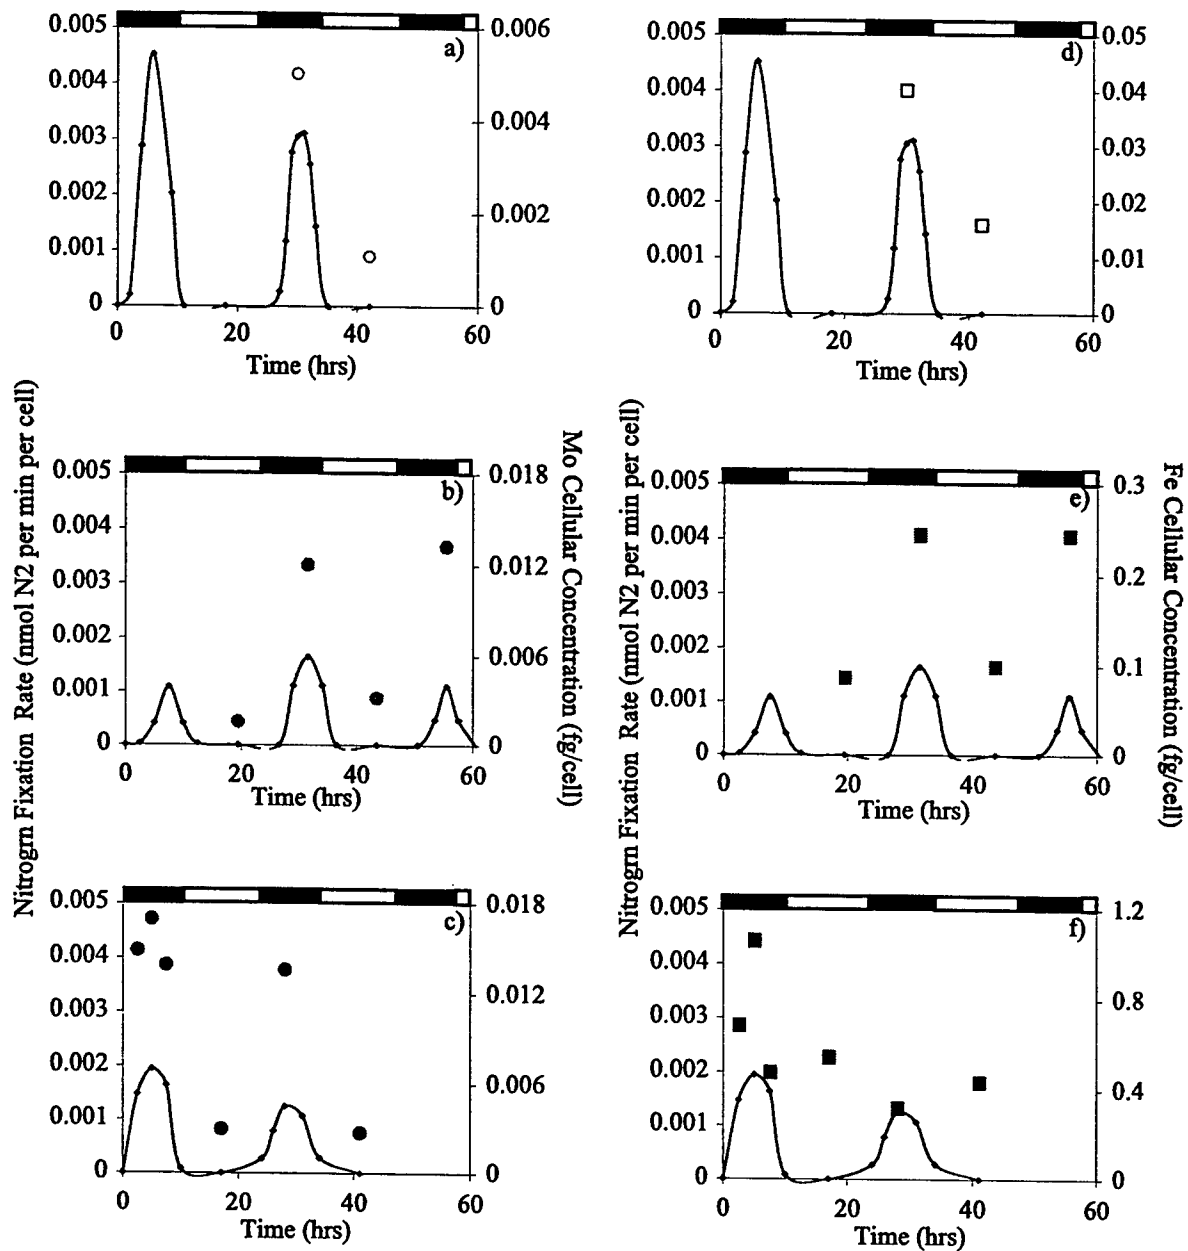 a)
0.005
0.004
0.003
0.002
0.001
0
0.006
0.004
0.002
0
0 20 40 60
Time (hrs)
d)
0.005
0.004
0.003
0.002
0.001
0
0.05
0.04
0.03
0.02
0.01
0
0 20 40 60
Time (hrs)
Nitrogrn Fixation Rate (nmol N2 per min per cell)
b)
0.005
0.004
0.003
0.002
0.001
0
0.018
0.012
0.006
0
0 20 40 60
Time (hrs)
Mo Cellular Concentration (fg/cell)
Nitrogrn Fixation Rate (nmol N2 per min per cell)
e)
0.005
0.004
0.003
0.002
0.001
0
0.3
0.2
0.1
0
0 20 40 60
Time (hrs)
Fe Cellular Concentration (fg/cell)
c)
0.005
0.004
0.003
0.002
0.001
0
0.018
0.012
0.006
0
0 20 40 60
Time (hrs)
f)
0.005
0.004
0.003
0.002
0.001
0
1.2
0.8
0.4
0
0 20 40 60
Time (hrs)